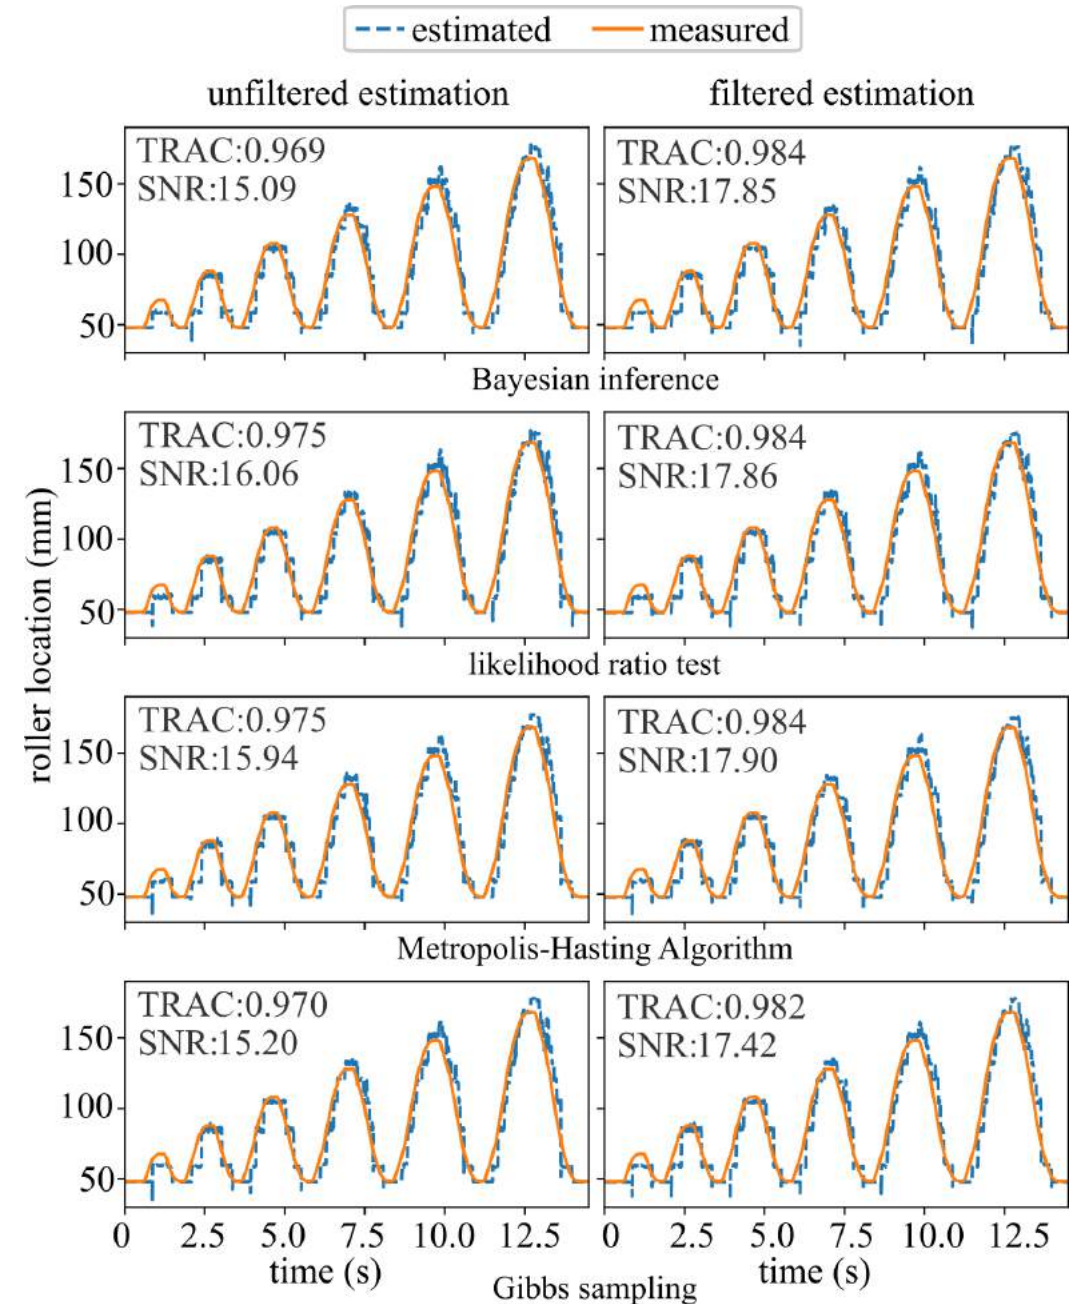 estimated measured
unfiltered estimation filtered estimation
TRAC:0.969
SNR:15.09
TRAC:0.984
SNR:17.85
150
100
50
Bayesian inference
TRAC:0.975
SNR:16.06
TRAC:0.984
SNR:17.86
150
100
50
likelihood ratio test
roller location (mm)
TRAC:0.975
SNR:15.94
TRAC:0.984
SNR:17.90
150
100
50
Metropolis-Hasting Algorithm
TRAC:0.970
SNR:15.20
TRAC:0.982
SNR:17.42
150
100
50
0 2.5 5.0 7.5 10.0 12.5 0 2.5 5.0 7.5 10.0 12.5
time (s) time (s)
Gibbs sampling